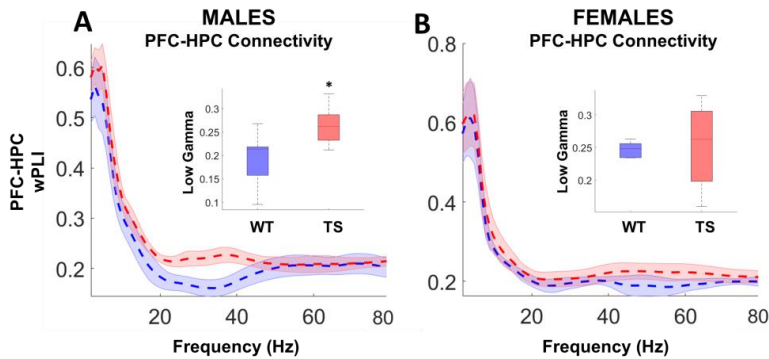 A MALES
PFC-HPC Connectivity
PFC-HPC
wPLI
0.6
0.5
0.4
0.3
0.2
20
40
60
80
Frequency (Hz)
Low Gamma
0.3
0.25
0.2
0.15
0.1
*
WT
TS
B FEMALES
PFC-HPC Connectivity
0.8
0.6
0.4
0.2
20
40
60
80
Frequency (Hz)
Low Gamma
0.3
0.25
0.2
WT
TS